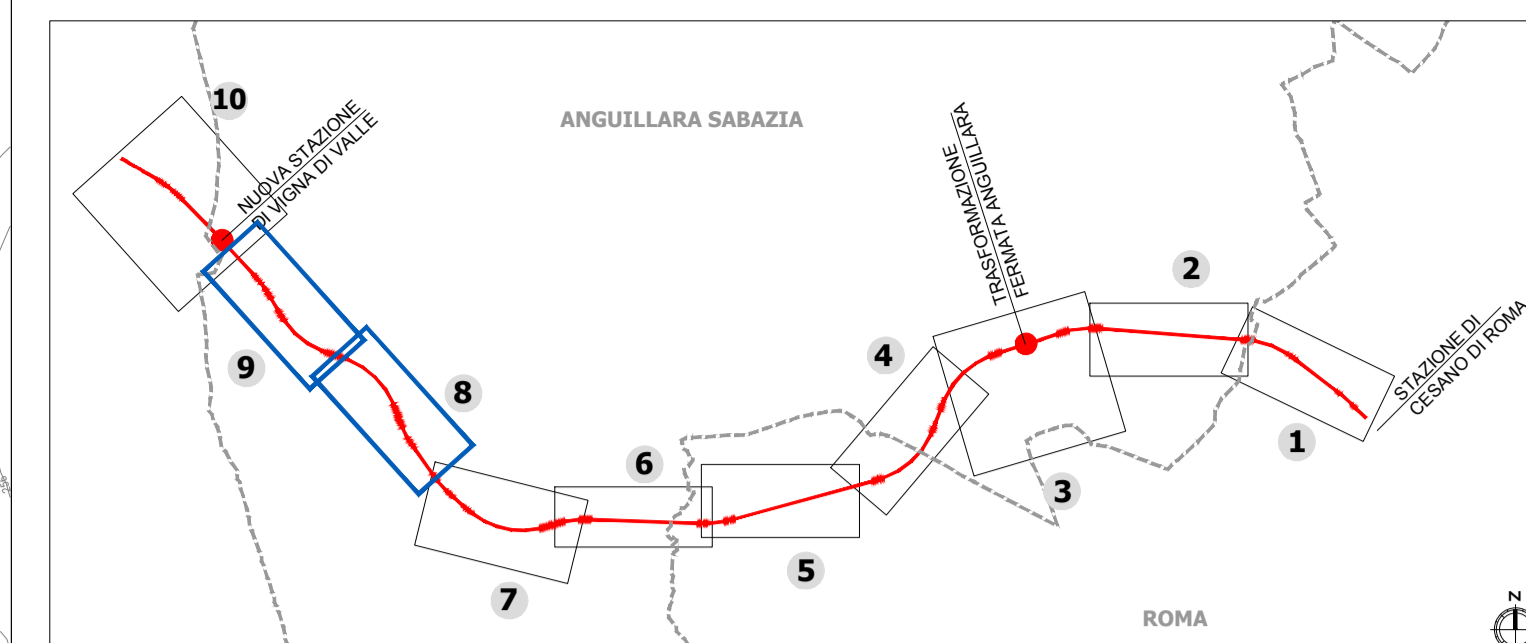 10
NUOVA STAZIONE
DI VIGNA DI VALLE
ANGUILLARA SABAZIA
TRASFORMAZIONE
FERMATA ANGUILLARA
2
STAZIONE DI
CESANO DI ROMA
9
8
4
1
6
3
5
7
ROMA
N